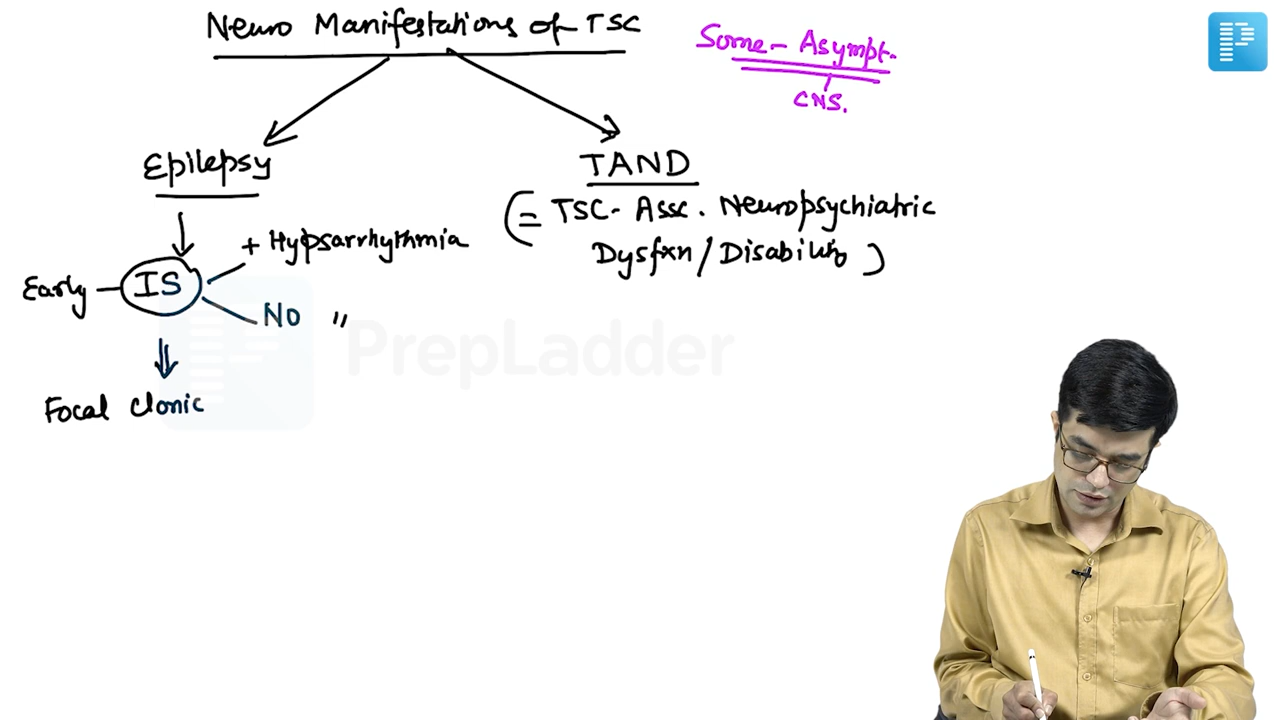 Neuro Manifestations of TSC
Some- Asympt.
CNS.
Epilepsy
TAND
(= TSC- Assc. Neuropsychiatric
Dysfxn/Disability)
+ Hypsarrhythmia
Early - IS
No "
PrepLadder
Focal clonic